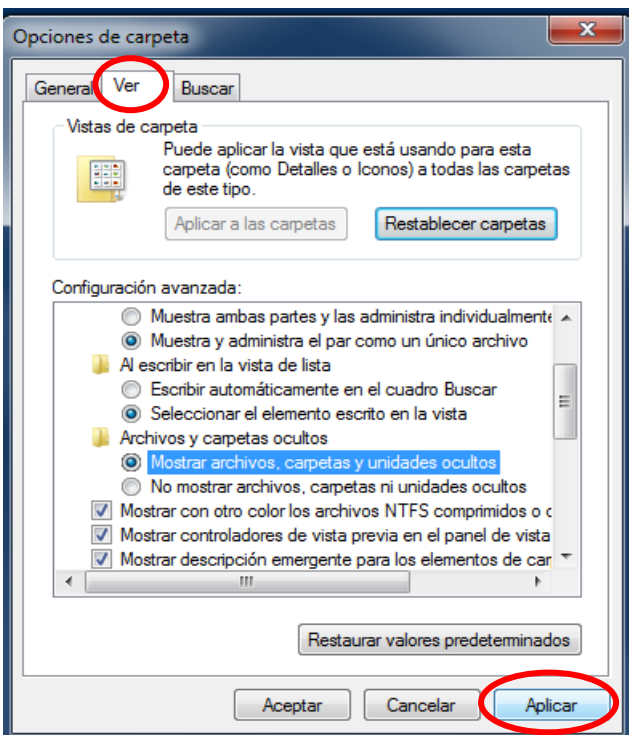 Opciones de carpeta
General Ver Buscar
Vistas de carpeta
Puede aplicar la vista que está usando para esta
carpeta (como Detalles o Iconos) a todas las carpetas
de este tipo.
Aplicar a las carpetas Restablecer carpetas
Configuración avanzada:
Muestra ambas partes y las administra individualmente
Muestra y administra el par como un único archivo
Al escribir en la vista de lista
Escribir automáticamente en el cuadro Buscar
Seleccionar el elemento escrito en la vista
Archivos y carpetas ocultos
Mostrar archivos, carpetas y unidades ocultos
No mostrar archivos, carpetas ni unidades ocultos
Mostrar con otro color los archivos NTFS comprimidos o c
Mostrar controladores de vista previa en el panel de vista
Mostrar descripción emergente para los elementos de car
Restaurar valores predeterminados
Aceptar Cancelar Aplicar